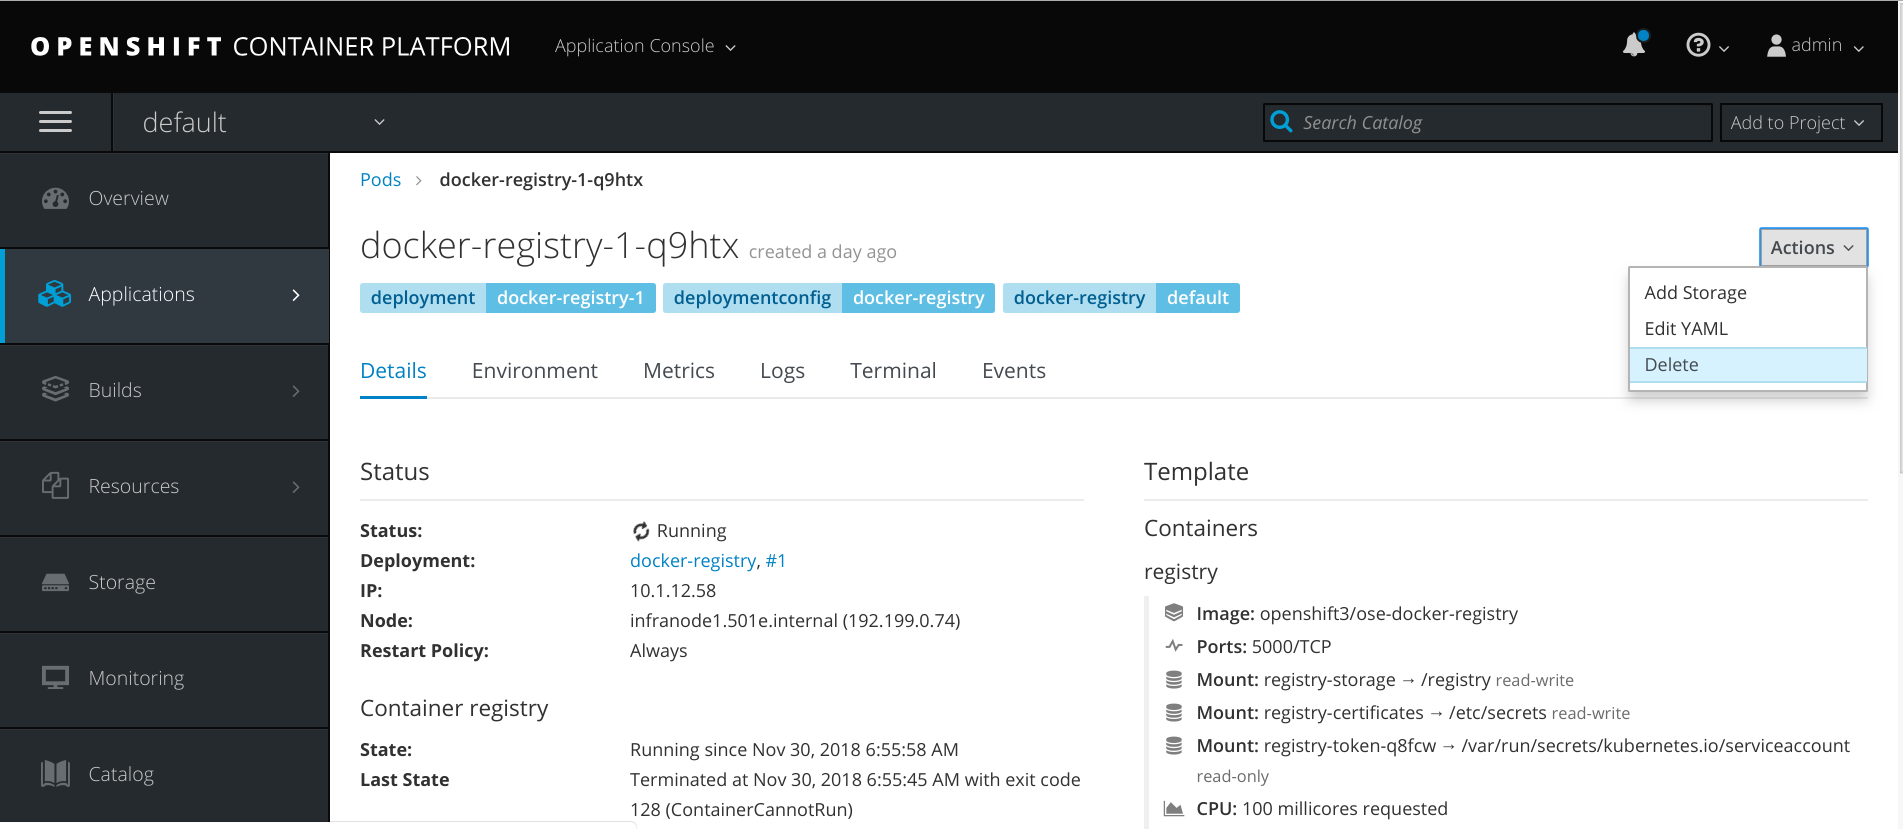 OPENSHIFT CONTAINER PLATFORM
Application Console
admin
default
Search Catalog
Add to Project
Overview
Applications
Builds
Resources
Storage
Monitoring
Catalog
Pods > docker-registry-1-q9htx
docker-registry-1-q9htx created a day ago
Actions
Add Storage
Edit YAML
Delete
deployment docker-registry-1 deploymentconfig docker-registry docker-registry default
Details Environment Metrics Logs Terminal Events
Status
Status: Running
Deployment: docker-registry, #1
IP: 10.1.12.58
Node: infranode1.501e.internal (192.199.0.74)
Restart Policy: Always
Container registry
State: Running since Nov 30, 2018 6:55:58 AM
Last State Terminated at Nov 30, 2018 6:55:45 AM with exit code
128 (ContainerCannotRun)
Template
Containers
registry
Image: openshift3/ose-docker-registry
Ports: 5000/TCP
Mount: registry-storage → /registry read-write
Mount: registry-certificates → /etc/secrets read-write
Mount: registry-token-q8fcw → /var/run/secrets/kubernetes.io/serviceaccount
read-only
CPU: 100 millicores requested